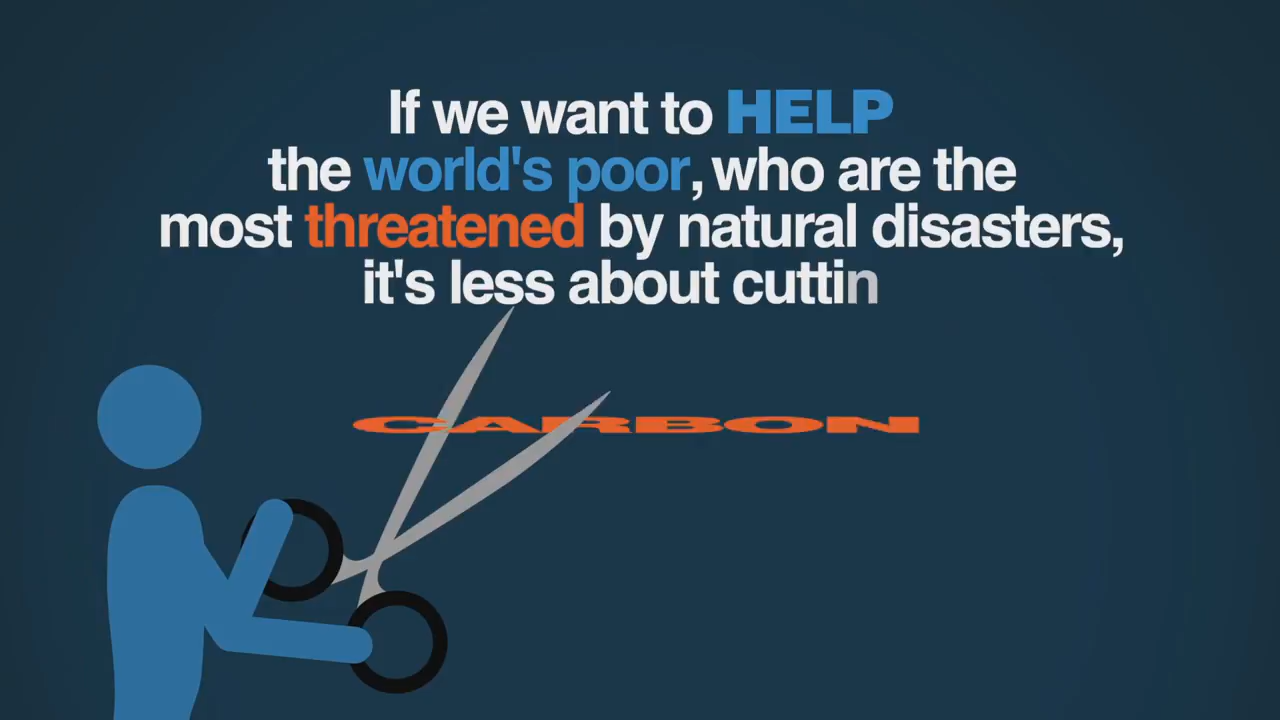 If we want to HELP
the world's poor, who are the
most threatened by natural disasters,
it's less about cuttin
CARBON